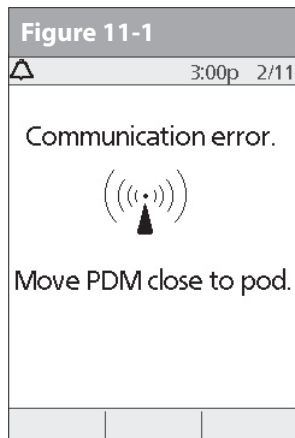 Figure 11-1
3:00p 2/11
Communication error.
Move PDM close to pod.